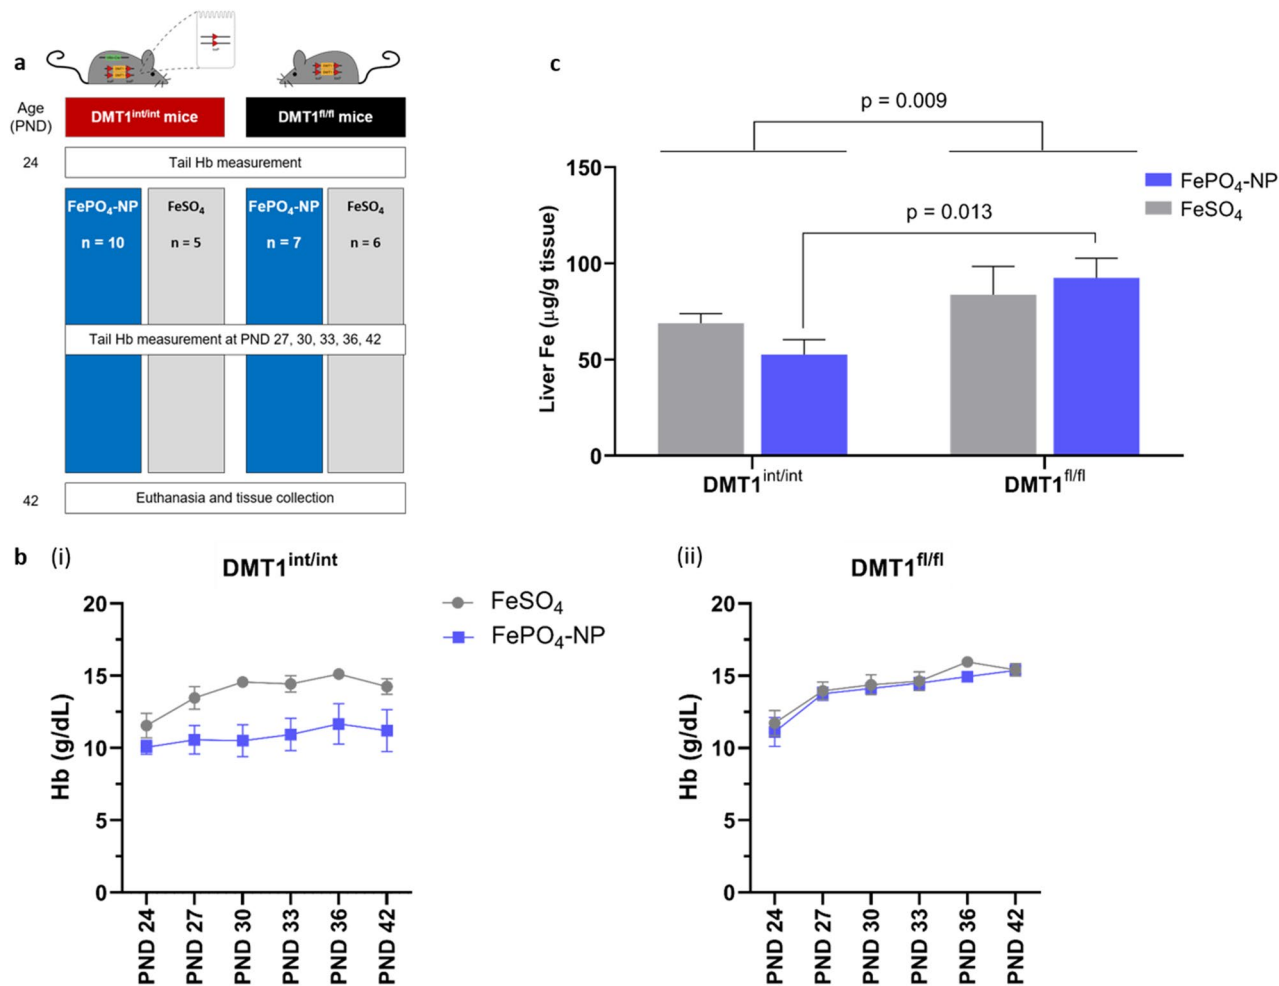 a
Age
(PND)
DMT1int/int mice
DMT1fl/fl mice
24
Tail Hb measurement
FePO4-NP
n = 10
FeSO4
n = 5
FePO4-NP
n = 7
FeSO4
n = 6
Tail Hb measurement at PND 27, 30, 33, 36, 42
42
Euthanasia and tissue collection
c
p = 0.009
p = 0.013
FePO4-NP
FeSO4
Liver Fe (μg/g tissue)
150
100
50
0
DMT1int/int
DMT1fl/fl
b
(i)
DMT1int/int
FeSO4
FePO4-NP
Hb (g/dL)
20
15
10
5
0
PND 24
PND 27
PND 30
PND 33
PND 36
PND 42
(ii)
DMT1fl/fl
Hb (g/dL)
20
15
10
5
0
PND 24
PND 27
PND 30
PND 33
PND 36
PND 42